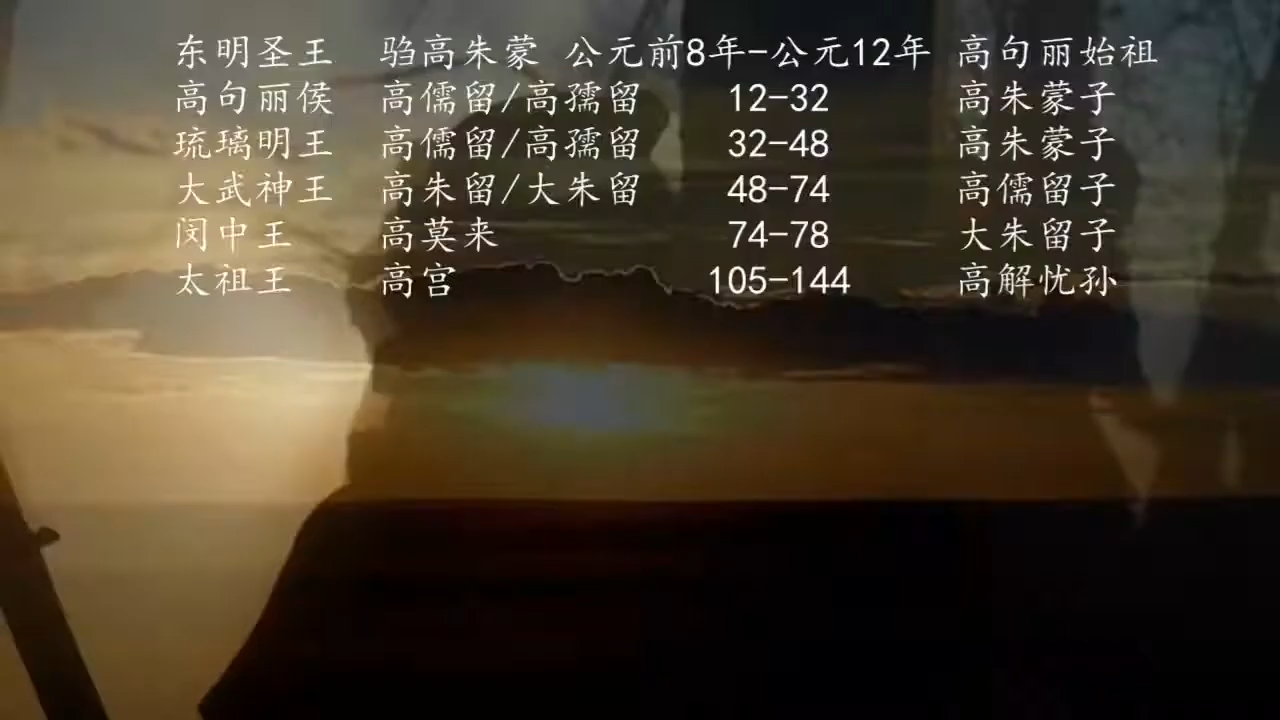 东明圣王 驺高朱蒙 公元前8年-公元12年 高句丽始祖
高句丽侯 高儒留/高孺留 12-32 高朱蒙子
琉璃明王 高儒留/高孺留 32-48 高朱蒙子
大武神王 高朱留/大朱留 48-74 高儒留子
闵中王 高莫来 74-78 大朱留子
太祖王 高宫 105-144 高解忧孙